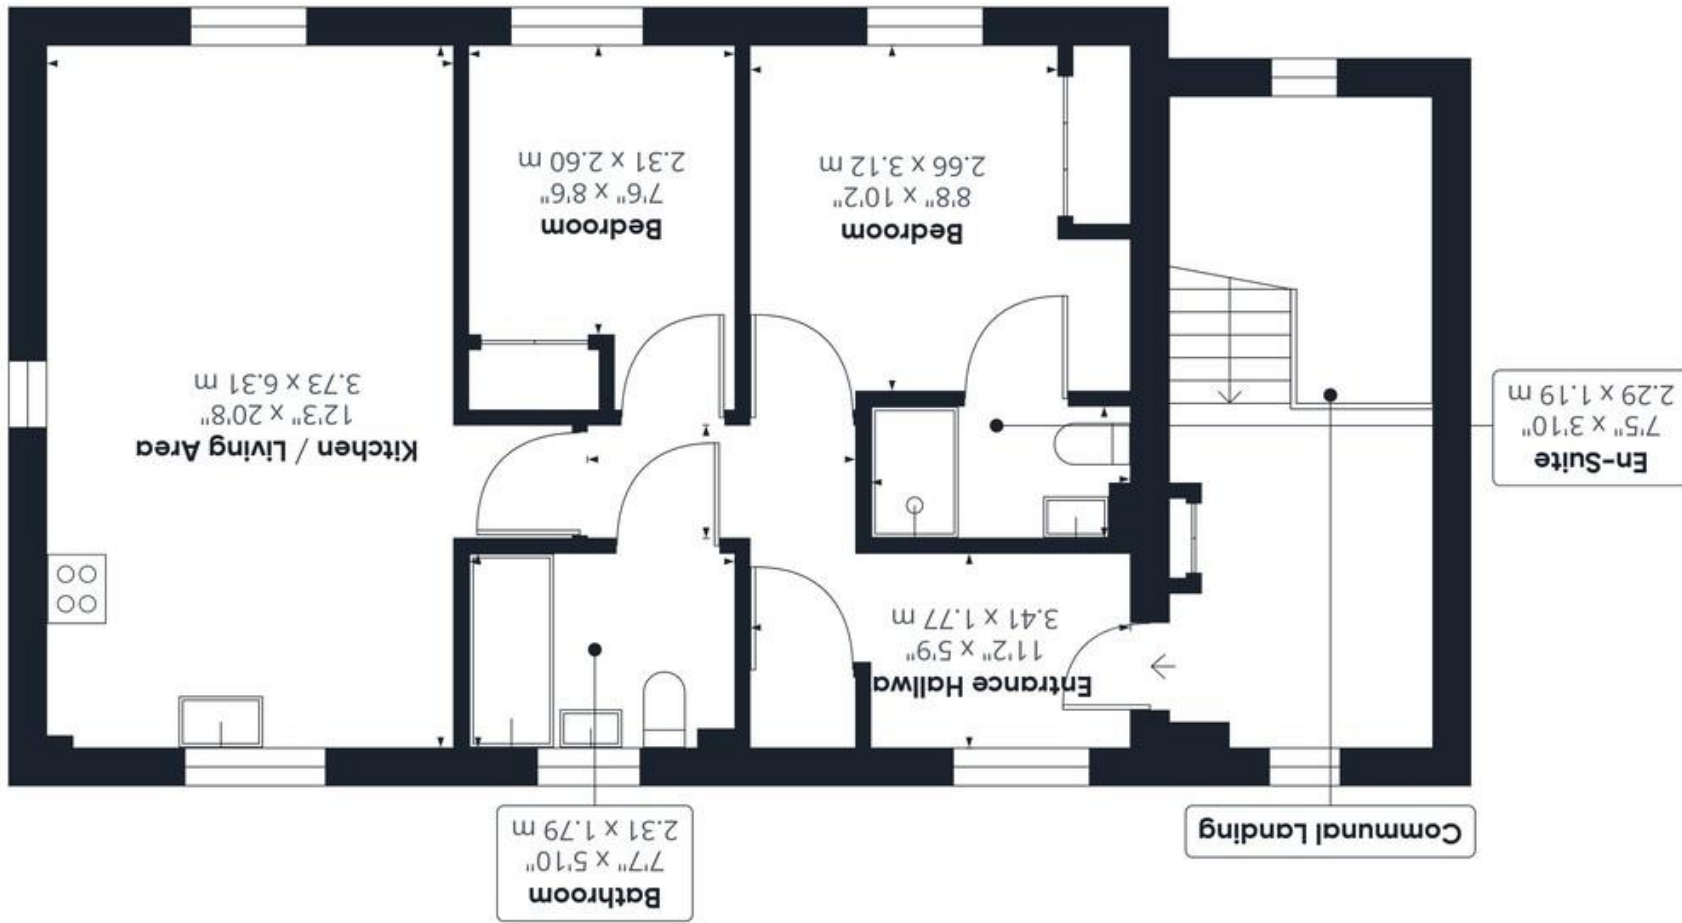 Communal Landing
Bathroom
7'7" x 5'10"
2.31 x 1.79 m
Entrance Hallwa
11'2" x 5'9"
3.41 x 1.77 m
Kitchen / Living Area
12'3" x 20'8"
3.73 x 6.31 m
En-Suite
7'5" x 3'10"
2.29 x 1.19 m
Bedroom
8'8" x 10'2"
2.66 x 3.12 m
Bedroom
7'6" x 8'6"
2.31 x 2.60 m